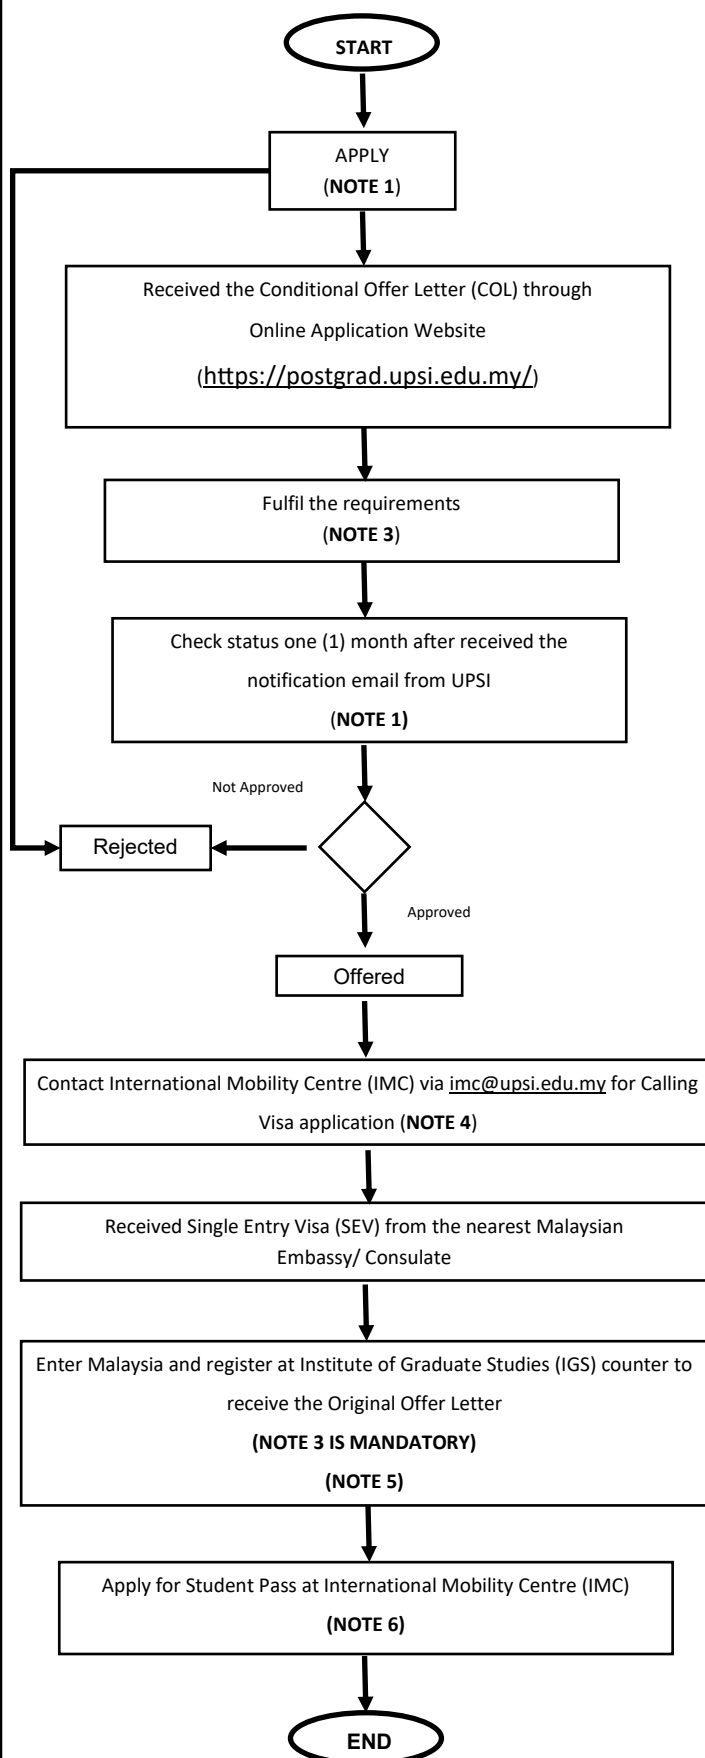 START
APPLY
(NOTE 1)
Received the Conditional Offer Letter (COL) through
Online Application Website
(https://postgrad.upsi.edu.my/)
Fulfil the requirements
(NOTE 3)
Check status one (1) month after received the
notification email from UPSI
(NOTE 1)
Not Approved
Rejected
Approved
Offered
Contact International Mobility Centre (IMC) via imc@upsi.edu.my for Calling
Visa application (NOTE 4)
Received Single Entry Visa (SEV) from the nearest Malaysian
Embassy/ Consulate
Enter Malaysia and register at Institute of Graduate Studies (IGS) counter to
receive the Original Offer Letter
(NOTE 3 IS MANDATORY)
(NOTE 5)
Apply for Student Pass at International Mobility Centre (IMC)
(NOTE 6)
END